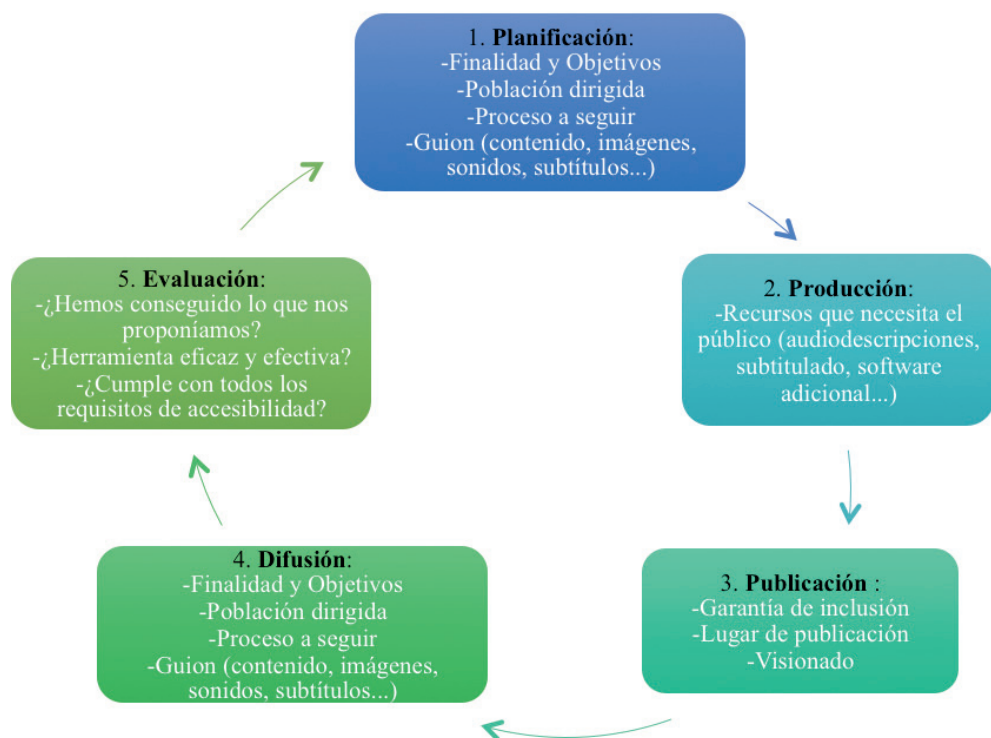 1. Planificación:
-Finalidad y Objetivos
-Población dirigida
-Proceso a seguir
-Guion (contenido, imágenes,
sonidos, subtítulos...)
2. Producción:
-Recursos que necesita el
público (audiodescripciones,
subtitulado, software
adicional...)
3. Publicación :
-Garantía de inclusión
-Lugar de publicación
-Visionado
4. Difusión:
-Finalidad y Objetivos
-Población dirigida
-Proceso a seguir
-Guion (contenido, imágenes,
sonidos, subtítulos...)
5. Evaluación:
-¿Hemos conseguido lo que nos
proponíamos?
-¿Herramienta eficaz y efectiva?
-¿Cumple con todos los
requisitos de accesibilidad?